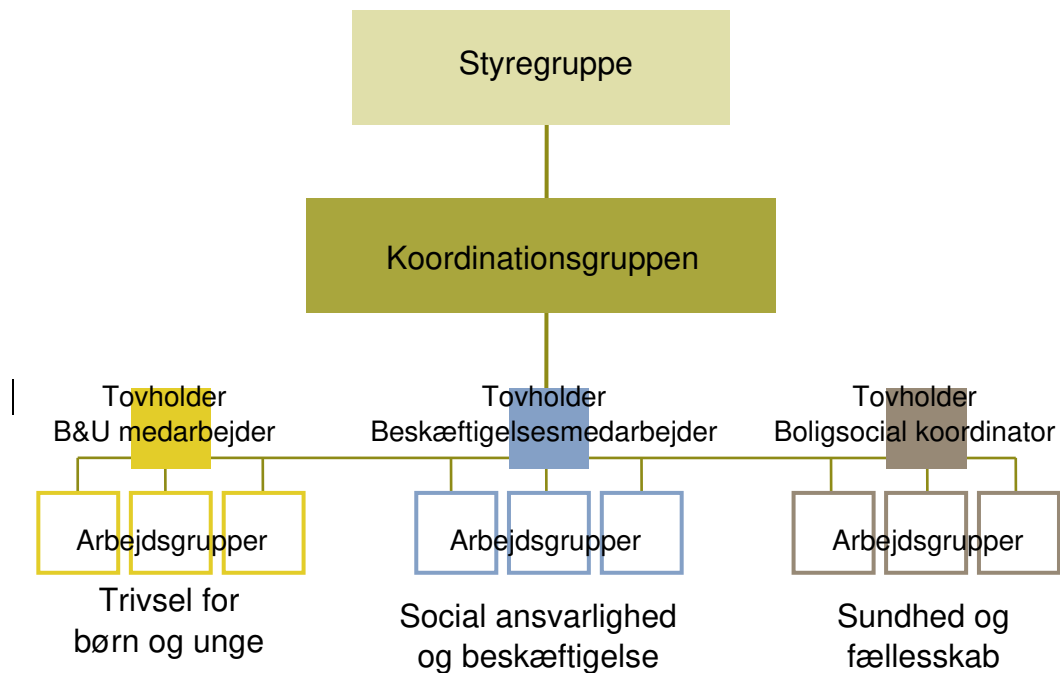 Styregruppe
Koordinationsgruppen
Tovholder
B&U medarbejder
Tovholder
Beskæftigelsesmedarbejder
Tovholder
Boligsocial koordinator
Arbejdsgrupper
Arbejdsgrupper
Arbejdsgrupper
Trivsel for
børn og unge
Social ansvarlighed
og beskæftigelse
Sundhed og
fællesskab